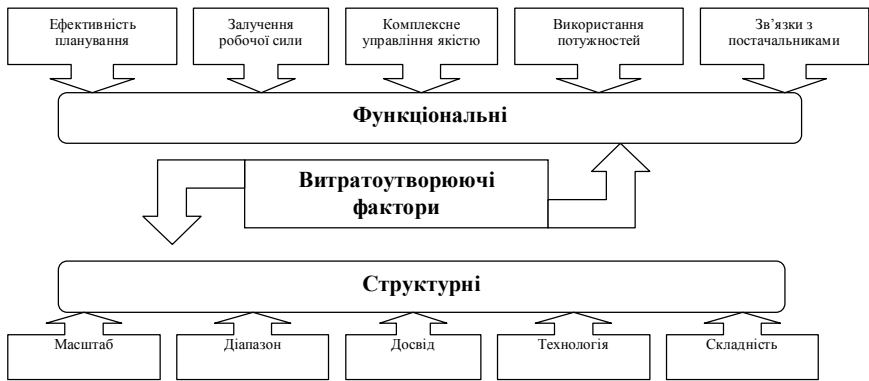 Ефективність
планування
Залучення
робочої сили
Комплексне
управління якістю
Використання
потужностей
Зв'язки з
постачальниками
Функціональні
Витратоутворюючі
фактори
Структурні
Масштаб
Діапазон
Досвід
Технологія
Складність